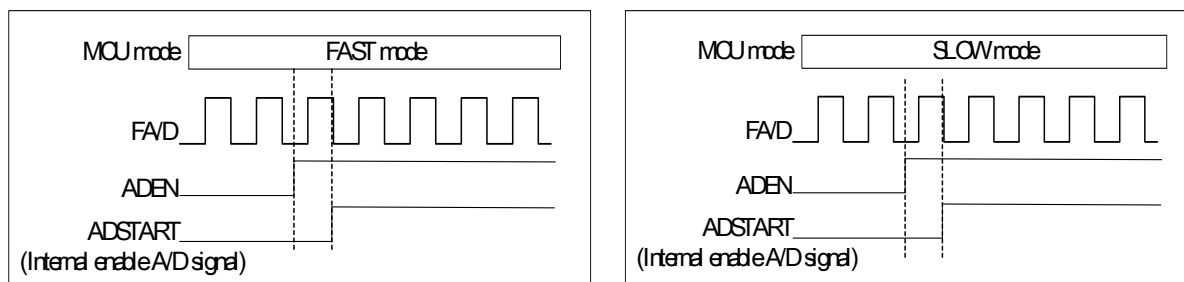 MCU mode FAST mode
FA/D
ADEN
ADSTART
(Internal enable A/D signal)
MCU mode SLOW mode
FA/D
ADEN
ADSTART
(Internal enable A/D signal)